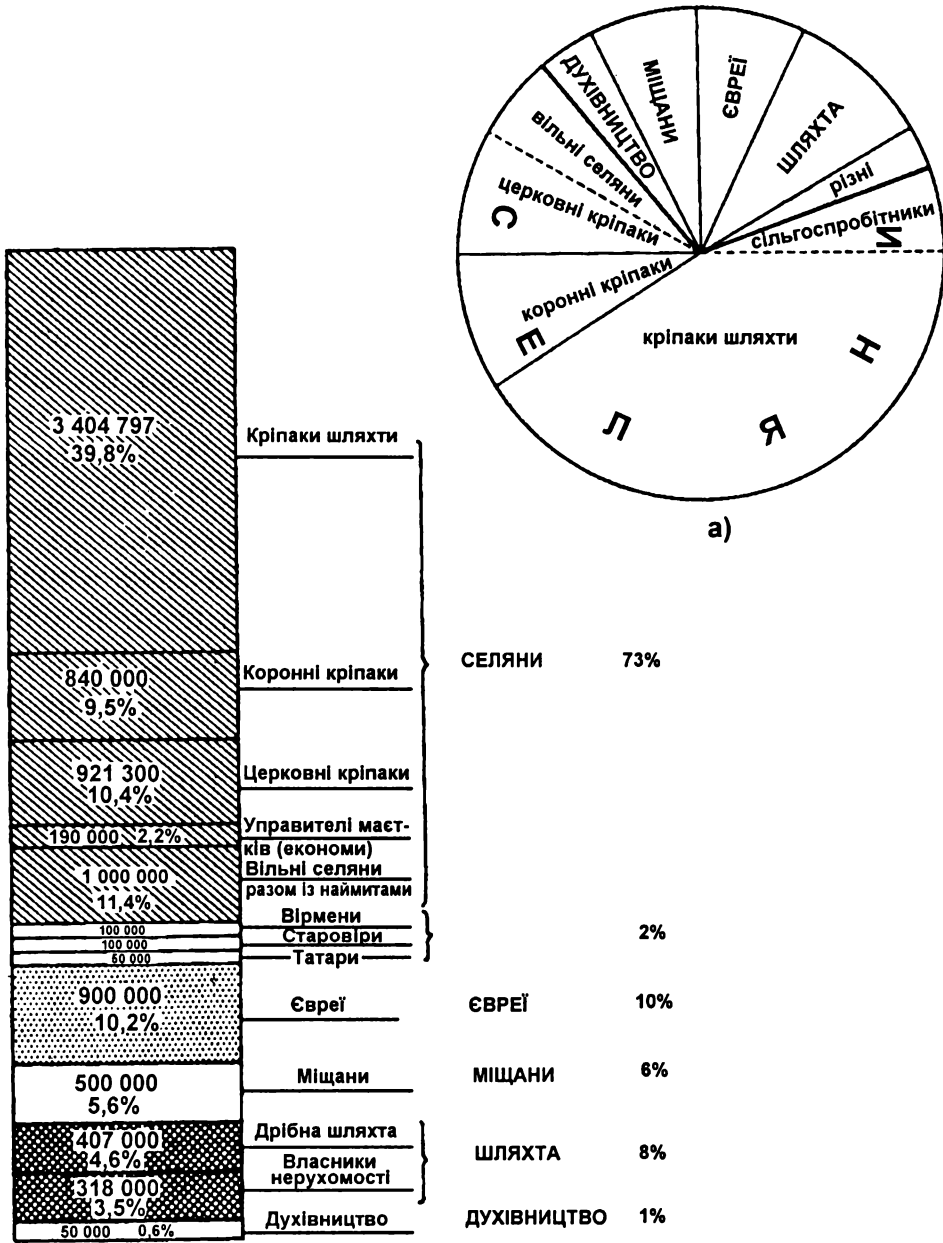 ДУХІВНИЦТВО
МІЩАНИ
ЄВРЕЇ
ШЛЯХТА
різні
сільгоспробітники
вільні селяни
церковні кріпаки
коронні кріпаки
кріпаки шляхти
С Е Л Я Н И
а)
3 404 797
39,8%
Кріпаки шляхти
840 000
9,5%
Коронні кріпаки
921 300
10,4%
Церковні кріпаки
190 000 2,2%
Управителі маєт-
ків (економи)
1 000 000
11,4%
Вільні селяни
разом із наймитами
СЕЛЯНИ 73%
100 000
Вірмени
100 000
Старовіри
50 000
Татари
2%
900 000
10,2%
Євреї
ЄВРЕЇ 10%
500 000
5,6%
Міщани
МІЩАНИ 6%
407 000
4,6%
Дрібна шляхта
318 000
3,5%
Власники
нерухомості
ШЛЯХТА 8%
50 000 0,6%
Духівництво
ДУХІВНИЦТВО 1%